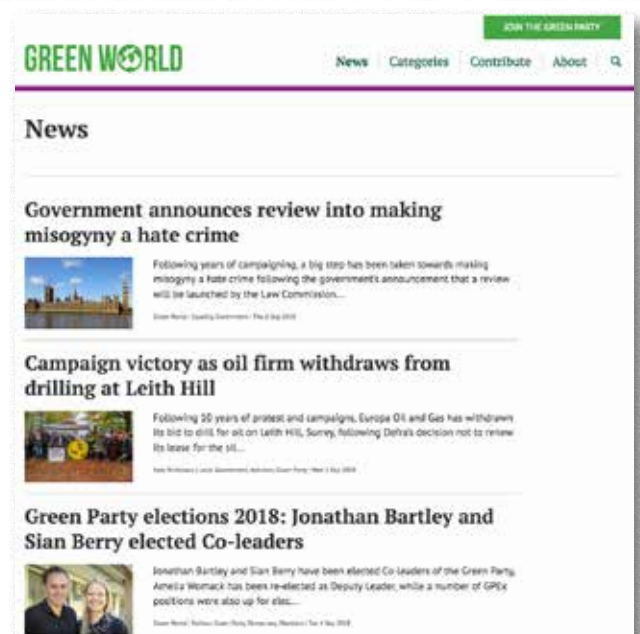 JOIN THE GREEN PARTY
GREEN WORLD
News Categories Contribute About
News
Government announces review into making
misogyny a hate crime
Following years of campaigning, a big step has been taken towards making
misogyny a hate crime following the government's announcement that a review
will be launched by the Law Commission...
Campaign victory as oil firm withdraws from
drilling at Leith Hill
Following 10 years of protest and campaigns, Europa Oil and Gas has withdrawn
its bid to drill for oil on Leith Hill, Surrey, following Defra's decision not to renew
its lease for the sit...
Green Party elections 2018: Jonathan Bartley and
Sian Berry elected Co-leaders
Jonathan Bartley and Sian Berry have been elected Co-leaders of the Green Party,
Amelia Womack has been re-elected as Deputy Leader, while a number of GPEx
positions were also up for elec...